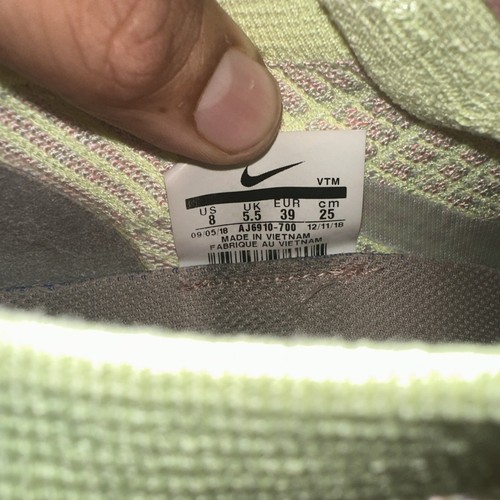 VTM
US UK EUR cm
8 5.5 39 25
09/05/18 AJ6910-700 12/11/18
MADE IN VIETNAM
FABRIQUE AU VIETNAM